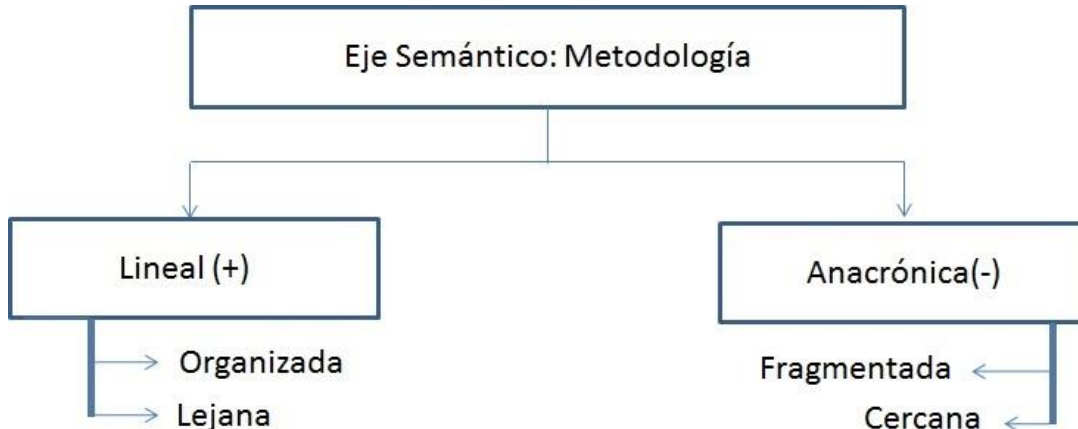 Eje Semántico: Metodología
Lineal (+)
Anacrónica(-)
Organizada
Fragmentada
Lejana
Cercana